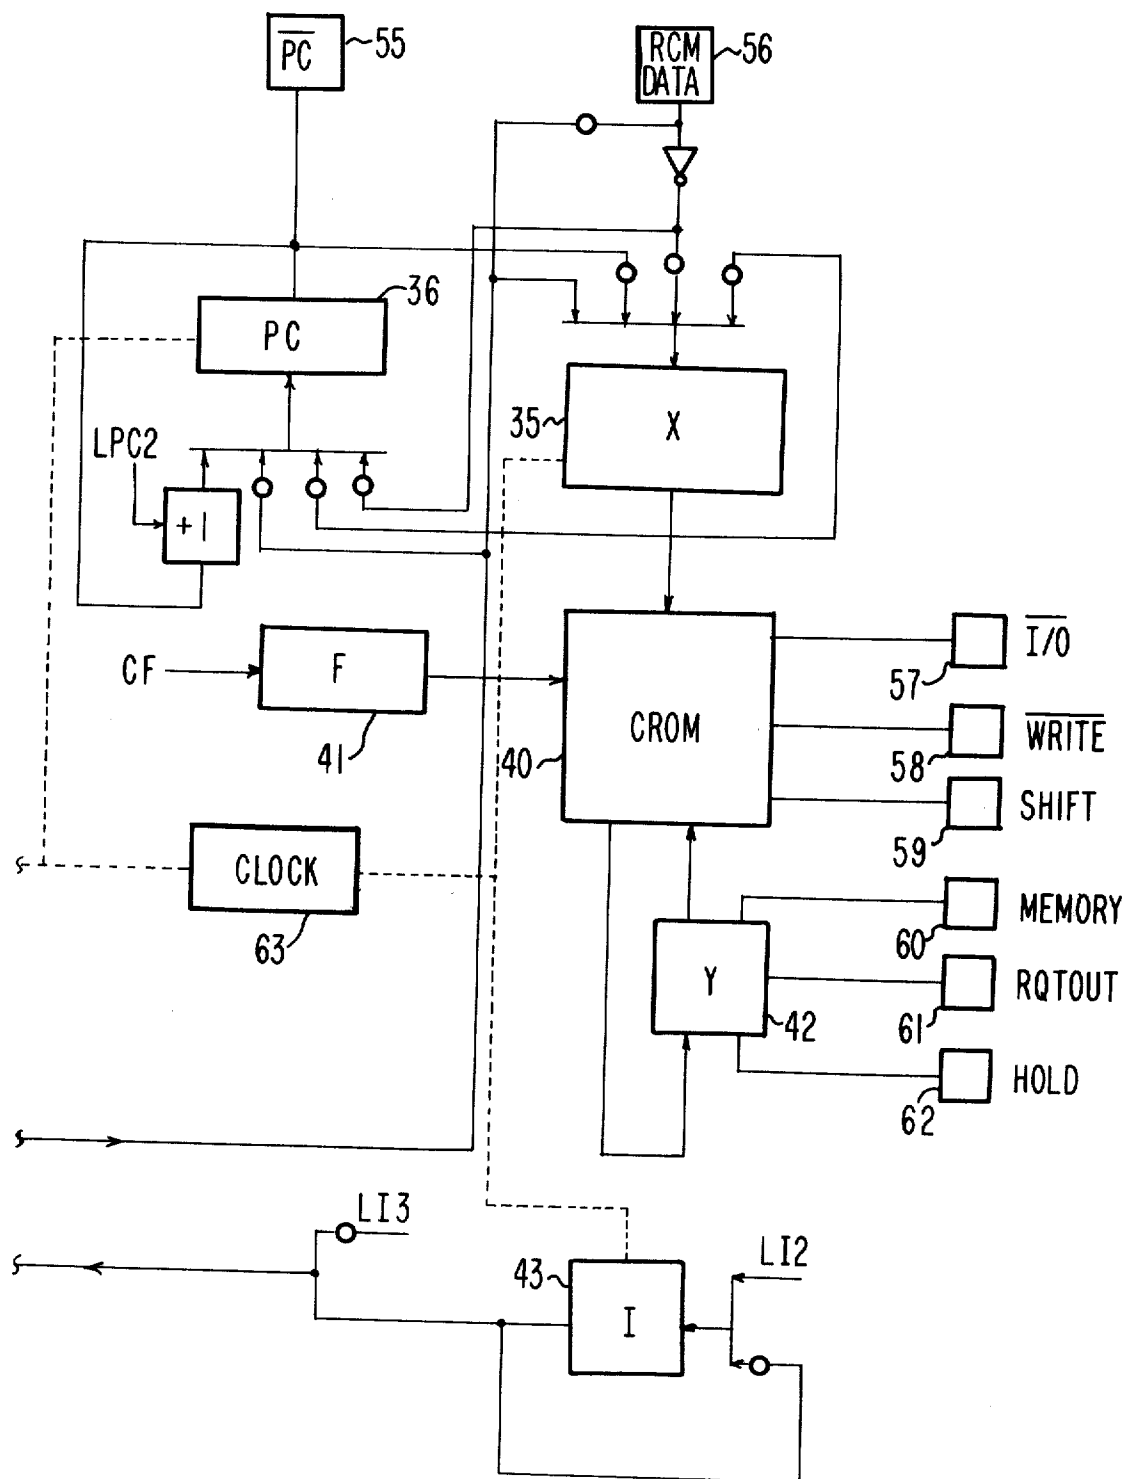 PC
55
RCM
DATA
56
36
PC
LPC2
+1
35
X
CF
F
41
CROM
40
I/O
57
WRITE
58
SHIFT
59
CLOCK
63
MEMORY
60
Y
42
RQTOUT
61
HOLD
62
LI3
43
I
LI2